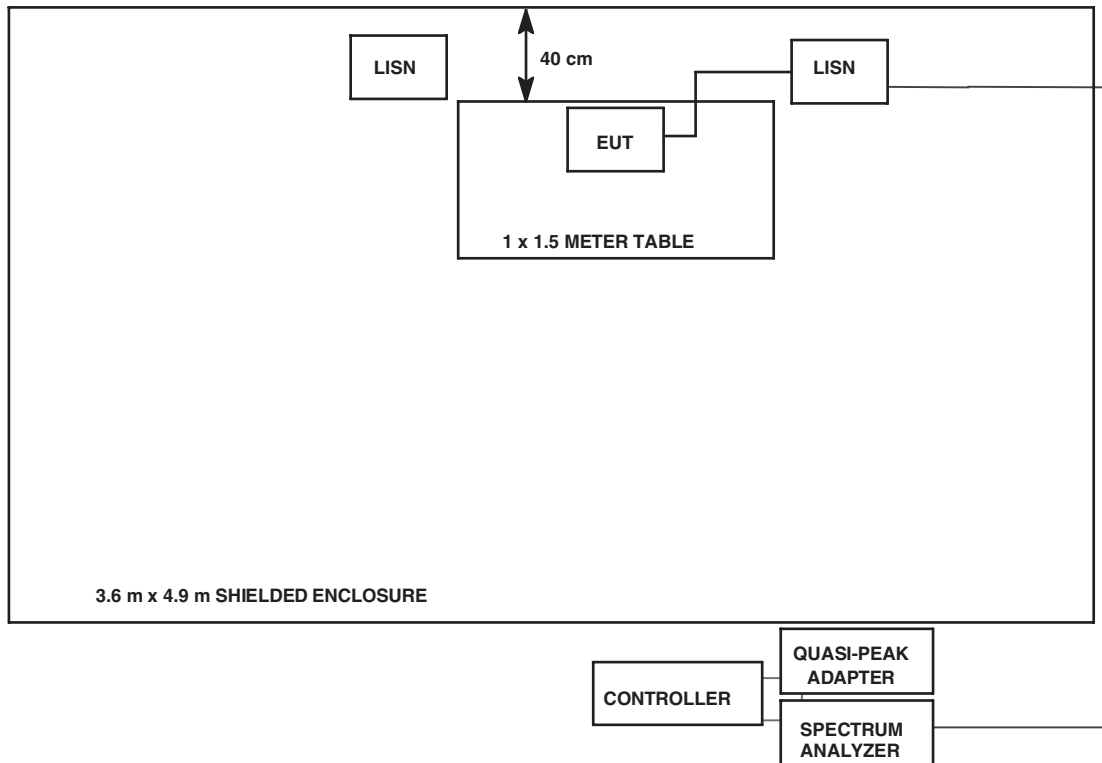 40 cm
LISN
LISN
EUT
1 x 1.5 METER TABLE
3.6 m x 4.9 m SHIELDED ENCLOSURE
QUASI-PEAK
ADAPTER
CONTROLLER
SPECTRUM
ANALYZER